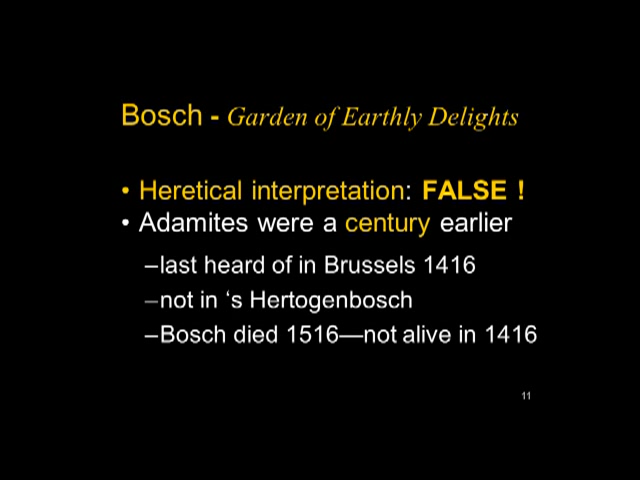 Bosch - Garden of Earthly Delights
• Heretical interpretation: FALSE !
• Adamites were a century earlier
–last heard of in Brussels 1416
–not in ‘s Hertogenbosch
–Bosch died 1516—not alive in 1416
11